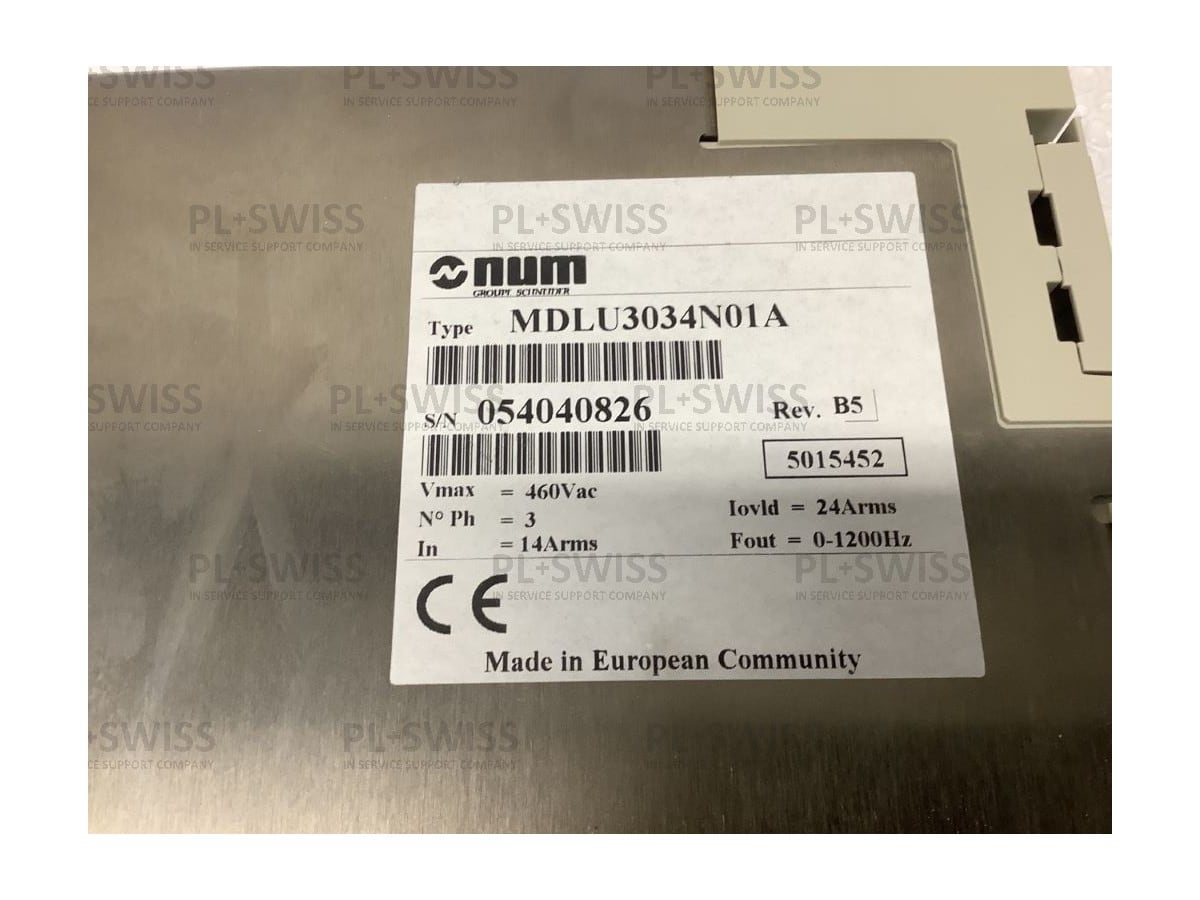 PL+SWISS
IN SERVICE SUPPORT COMPANY
num
GROUPE SCHNEIDER
Type MDLU3034N01A
S/N 054040826 Rev. B5
5015452
Vmax = 460Vac
Iovld = 24Arms
N° Ph = 3
Fout = 0-1200Hz
In = 14Arms
CE
Made in European Community